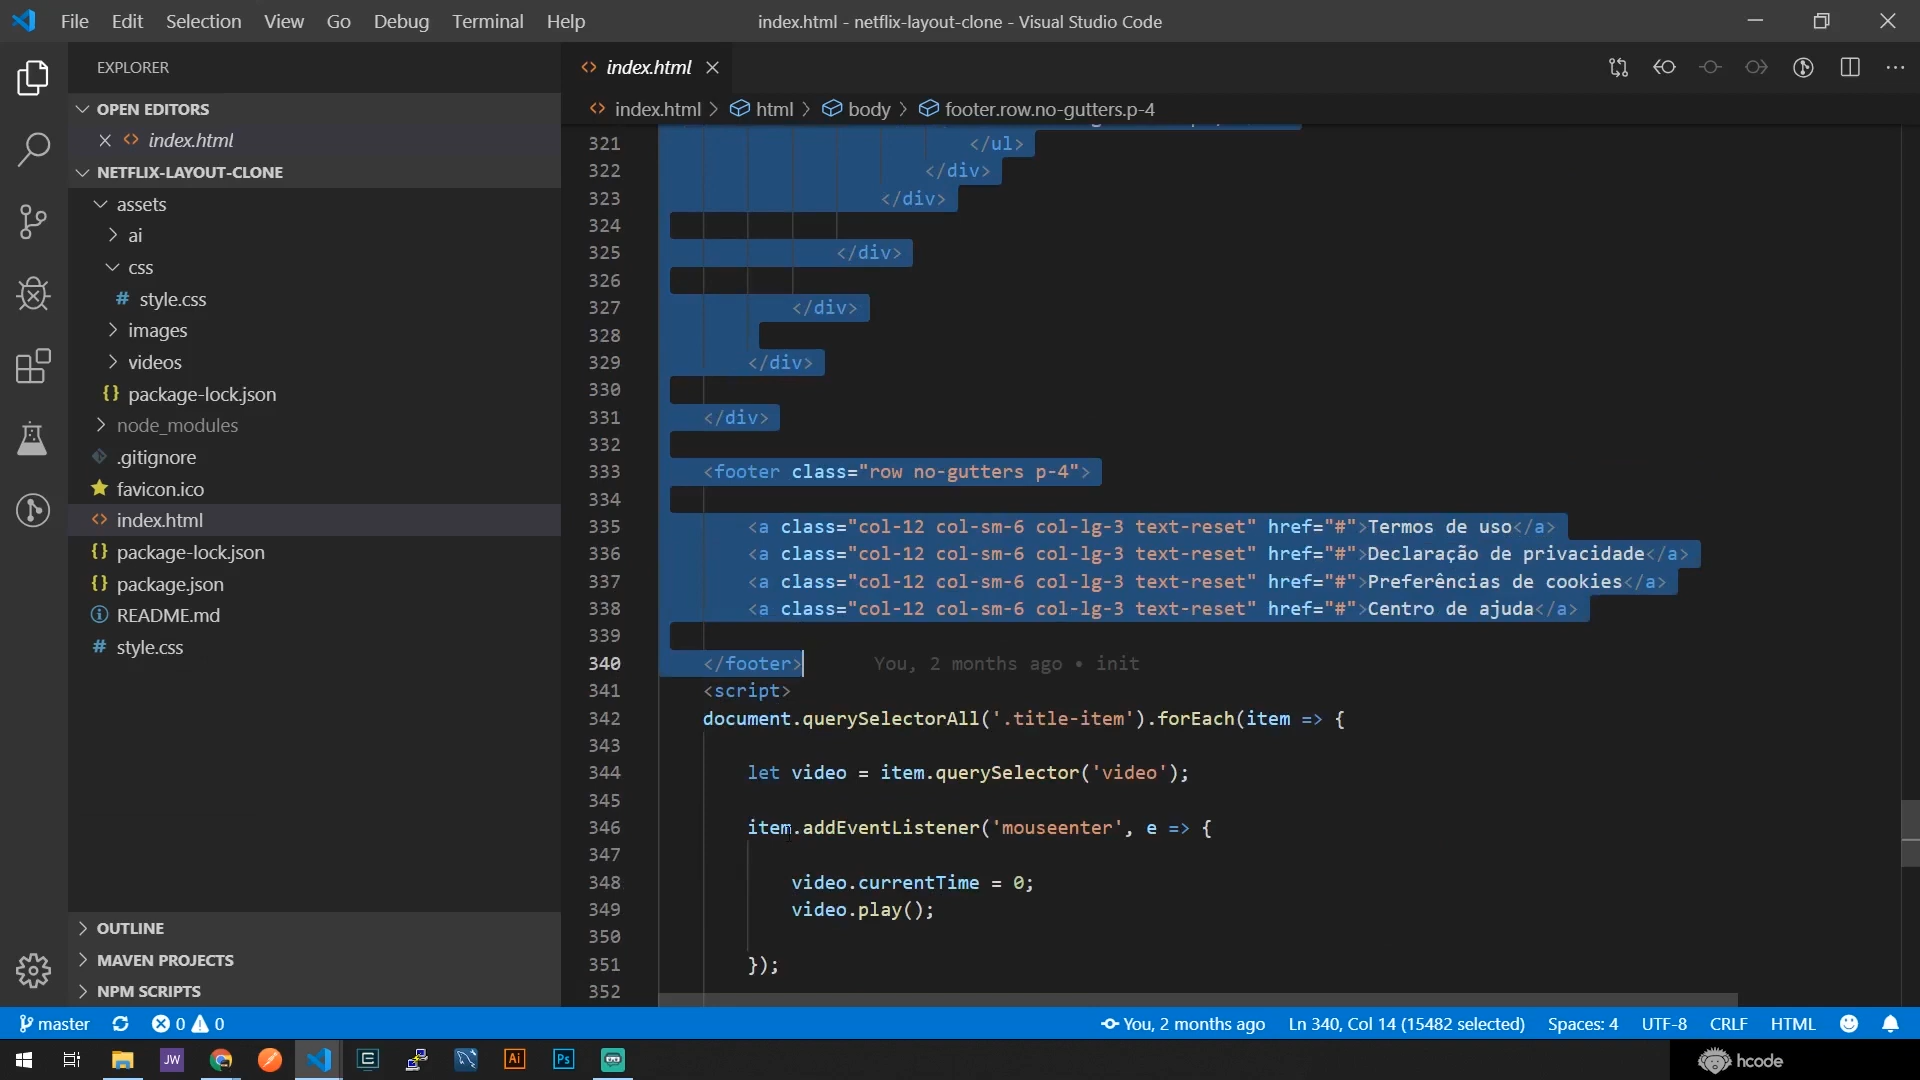 File Edit Selection View Go Debug Terminal Help
index.html - netflix-layout-clone - Visual Studio Code
EXPLORER
OPEN EDITORS
index.html
NETFLIX-LAYOUT-CLONE
assets
ai
css
style.css
images
videos
package-lock.json
node_modules
.gitignore
favicon.ico
index.html
package-lock.json
package.json
README.md
style.css
OUTLINE
MAVEN PROJECTS
NPM SCRIPTS
index.html
index.html > html > body > footer.row.no-gutters.p-4
321 </ul>
322 </div>
323 </div>
324
325 </div>
326
327 </div>
328
329 </div>
330
331 </div>
332
333 <footer class="row no-gutters p-4">
334
335 <a class="col-12 col-sm-6 col-lg-3 text-reset" href="#">Termos de uso</a>
336 <a class="col-12 col-sm-6 col-lg-3 text-reset" href="#">Declaração de privacidade</a>
337 <a class="col-12 col-sm-6 col-lg-3 text-reset" href="#">Preferências de cookies</a>
338 <a class="col-12 col-sm-6 col-lg-3 text-reset" href="#">Centro de ajuda</a>
339
340 </footer> You, 2 months ago • init
341 <script>
342 document.querySelectorAll('.title-item').forEach(item => {
343
344 let video = item.querySelector('video');
345
346 item.addEventListener('mouseenter', e => {
347
348 video.currentTime = 0;
349 video.play();
350
351 });
352
master 0 0 You, 2 months ago Ln 340, Col 14 (15482 selected) Spaces: 4 UTF-8 CRLF HTML
JW Ai Ps hcode